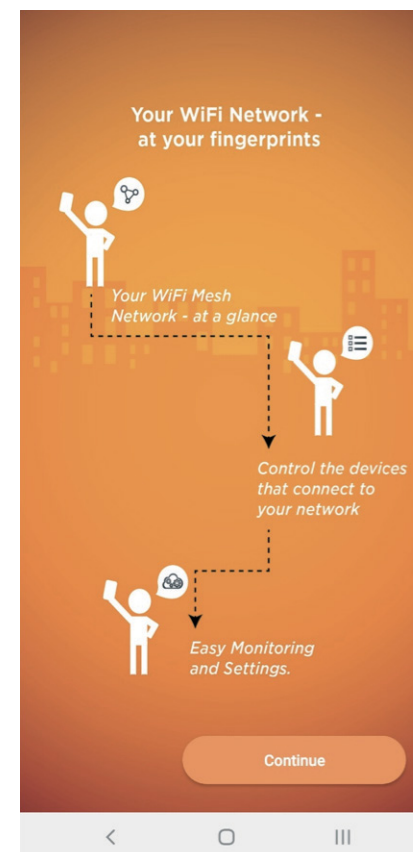 Your WiFi Network -
at your fingerprints
Your WiFi Mesh
Network - at a glance
Control the devices
that connect to
your network
Easy Monitoring
and Settings.
Continue